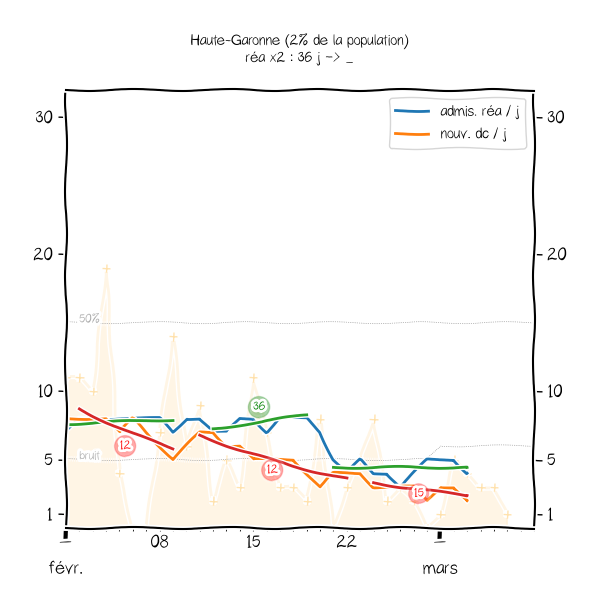 Haute-Garonne (2% de la population)
réa x2 : 36 j -> _
admis. réa / j
nouv. dc / j
30
30
20
20
50%
10
10
36
12
12
bruit
5
5
15
1
1
08
15
22
févr.
mars